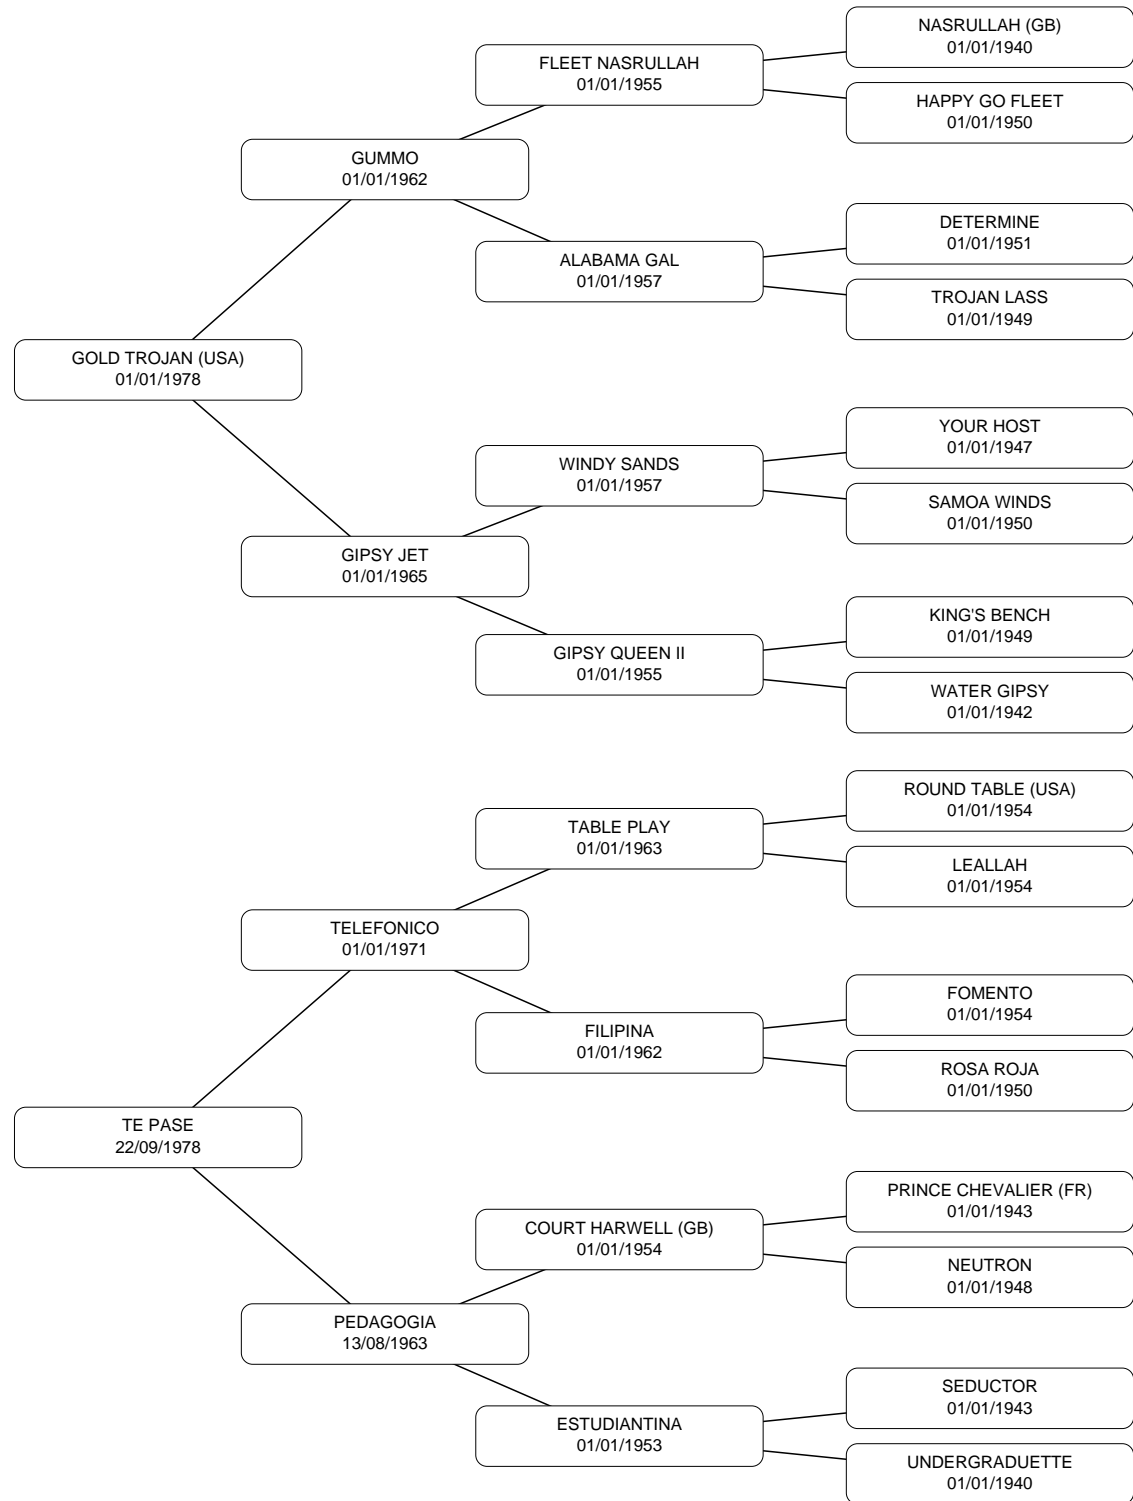 NASRULLAH (GB)
01/01/1940
FLEET NASRULLAH
01/01/1955
HAPPY GO FLEET
01/01/1950
GUMMO
01/01/1962
DETERMINE
01/01/1951
ALABAMA GAL
01/01/1957
TROJAN LASS
01/01/1949
GOLD TROJAN (USA)
01/01/1978
YOUR HOST
01/01/1947
WINDY SANDS
01/01/1957
SAMOA WINDS
01/01/1950
GIPSY JET
01/01/1965
KING'S BENCH
01/01/1949
GIPSY QUEEN II
01/01/1955
WATER GIPSY
01/01/1942
ROUND TABLE (USA)
01/01/1954
TABLE PLAY
01/01/1963
LEALLAH
01/01/1954
TELEFONICO
01/01/1971
FOMENTO
01/01/1954
FILIPINA
01/01/1962
ROSA ROJA
01/01/1950
TE PASE
22/09/1978
PRINCE CHEVALIER (FR)
01/01/1943
COURT HARWELL (GB)
01/01/1954
NEUTRON
01/01/1948
PEDAGOGIA
13/08/1963
SEDUCTOR
01/01/1943
ESTUDIANTINA
01/01/1953
UNDERGRADUETTE
01/01/1940